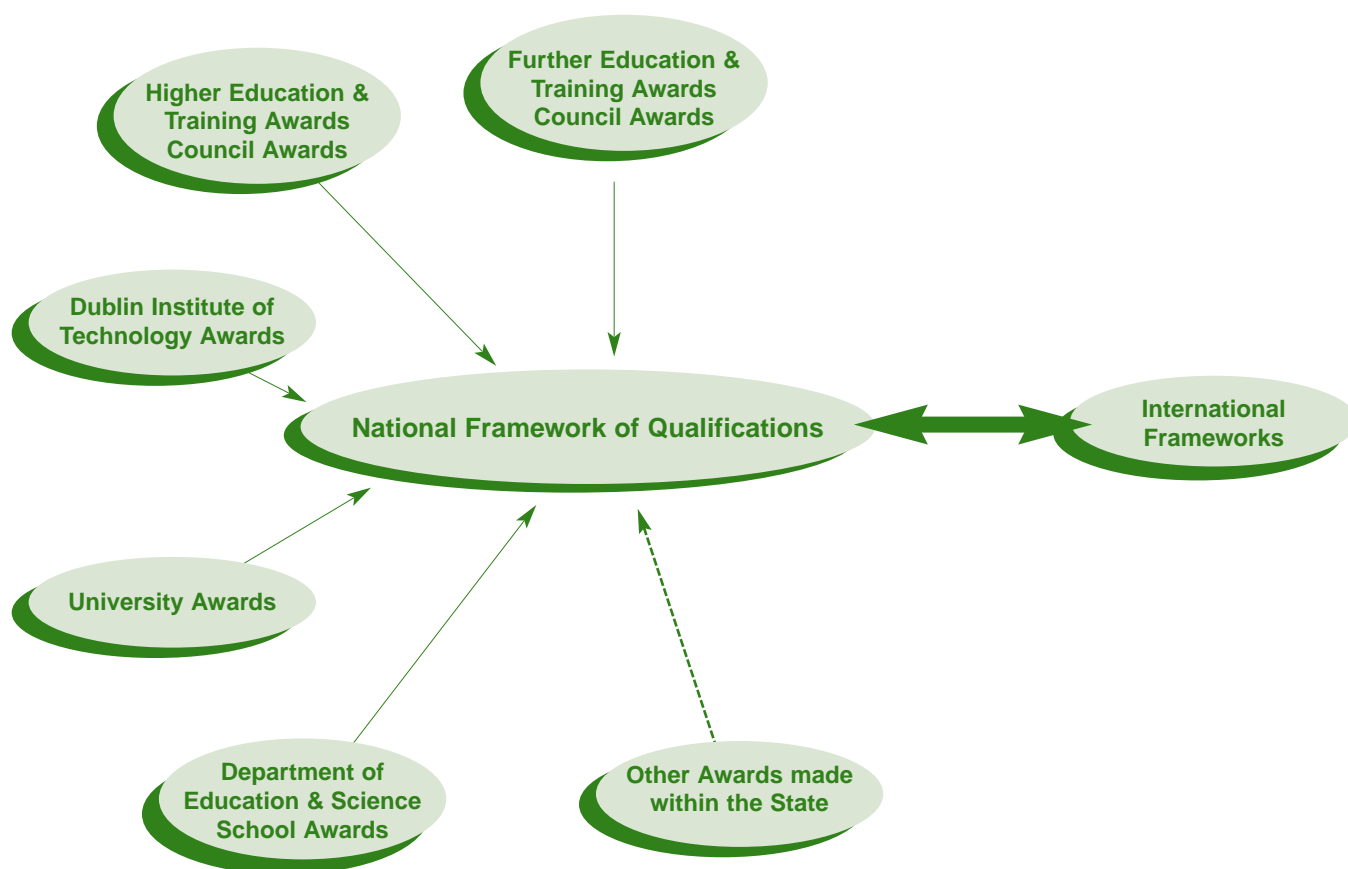 Further Education &
Training Awards
Council Awards
Higher Education &
Training Awards
Council Awards
Dublin Institute of
Technology Awards
National Framework of Qualifications
International
Frameworks
University Awards
Department of
Education & Science
School Awards
Other Awards made
within the State